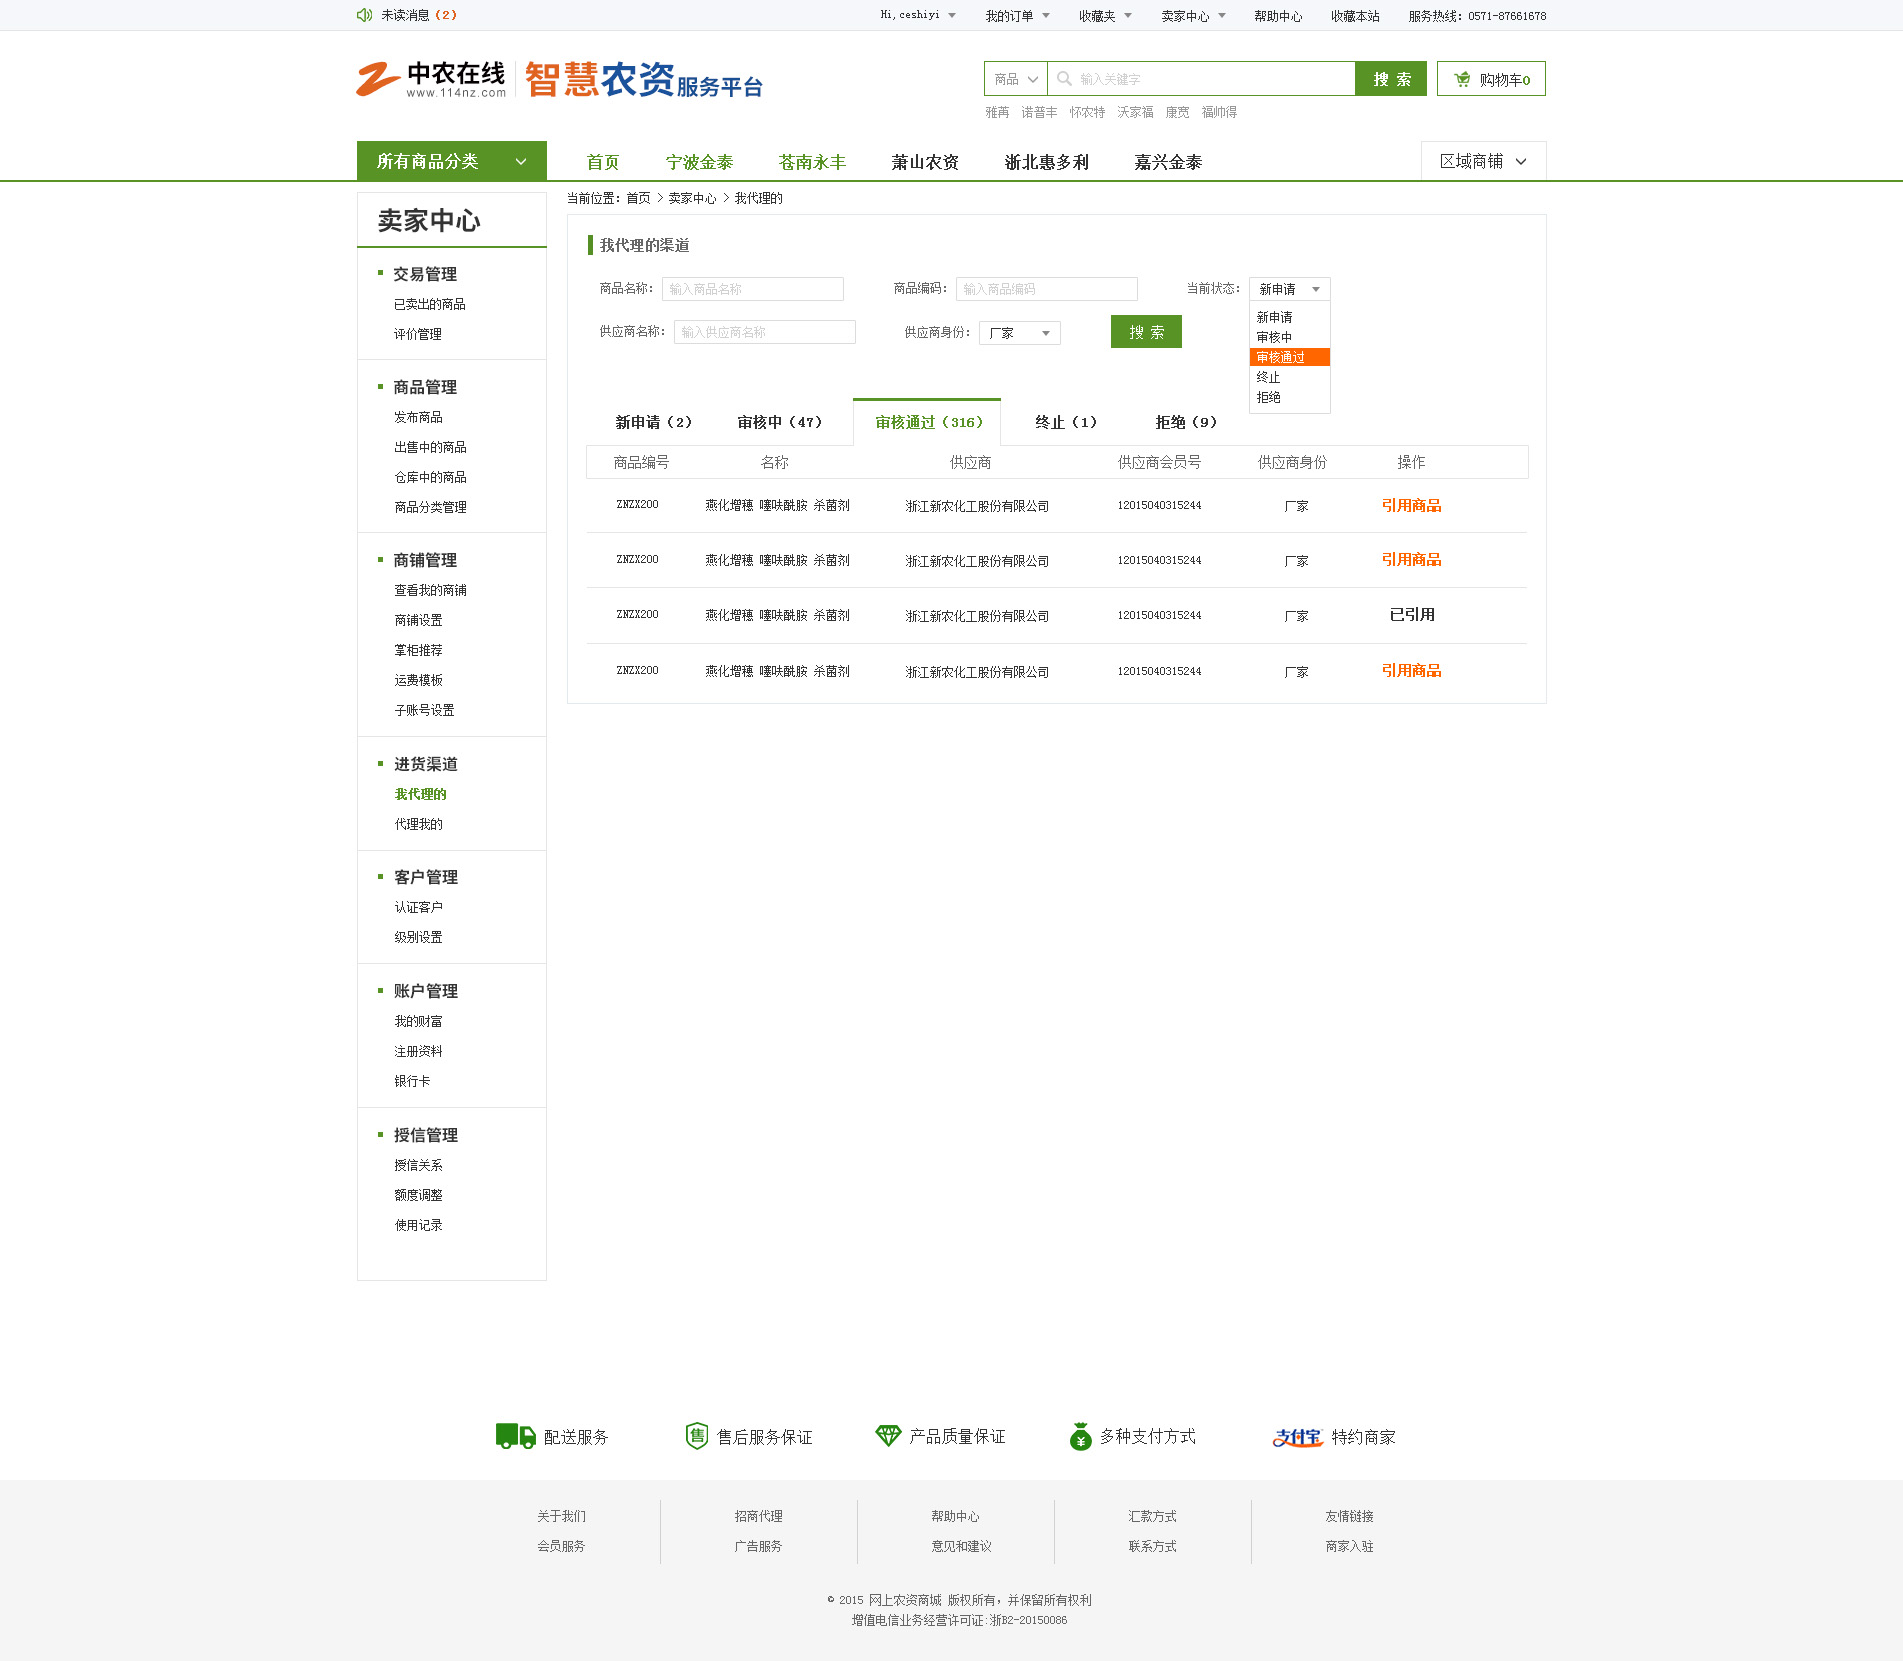 未读消息（2）
Hi,ceshiyi 我的订单 收藏夹 卖家中心 帮助中心 收藏本站 服务热线：0571-87661678
中农在线 www.114nz.com 智慧农资服务平台
商品 输入关键字 搜 索 购物车0
雅苒 诺普丰 怀农特 沃家福 康宽 福帅得
所有商品分类 首页 宁波金泰 苍南永丰 萧山农资 浙北惠多利 嘉兴金泰 区域商铺
卖家中心
交易管理
已卖出的商品
评价管理
商品管理
发布商品
出售中的商品
仓库中的商品
商品分类管理
商铺管理
查看我的商铺
商铺设置
掌柜推荐
运费模板
子账号设置
进货渠道
我代理的
代理我的
客户管理
认证客户
级别设置
账户管理
我的财富
注册资料
银行卡
授信管理
授信关系
额度调整
使用记录
当前位置：首页 > 卖家中心 > 我代理的
我代理的渠道
商品名称： 输入商品名称 商品编码： 输入商品编码 当前状态： 新申请
供应商名称： 输入供应商名称 供应商身份： 厂家 搜 索
新申请
审核中
审核通过
终止
拒绝
新申请（2） 审核中（47） 审核通过（316） 终止（1） 拒绝（9）
商品编号 名称 供应商 供应商会员号 供应商身份 操作
ZNZX200 燕化增穗 噻呋酰胺 杀菌剂 浙江新农化工股份有限公司 12015040315244 厂家 引用商品
ZNZX200 燕化增穗 噻呋酰胺 杀菌剂 浙江新农化工股份有限公司 12015040315244 厂家 引用商品
ZNZX200 燕化增穗 噻呋酰胺 杀菌剂 浙江新农化工股份有限公司 12015040315244 厂家 已引用
ZNZX200 燕化增穗 噻呋酰胺 杀菌剂 浙江新农化工股份有限公司 12015040315244 厂家 引用商品
配送服务 售 售后服务保证 产品质量保证 ¥ 多种支付方式 支付宝 特约商家
关于我们 招商代理 帮助中心 汇款方式 友情链接
会员服务 广告服务 意见和建议 联系方式 商家入驻
© 2015 网上农资商城 版权所有，并保留所有权利
增值电信业务经营许可证:浙B2-20150086